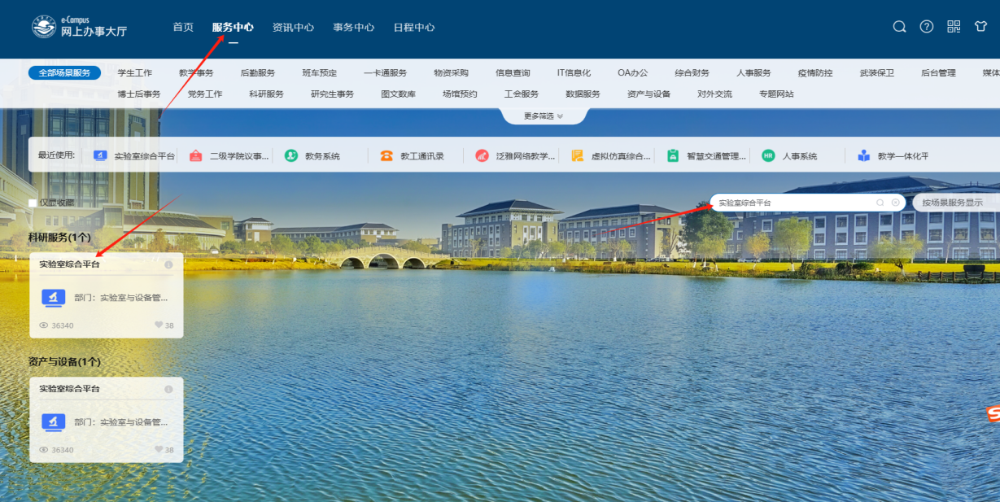 e-Campus
网上办事大厅
首页 服务中心 资讯中心 事务中心 日程中心
全部场景服务 学生工作 教学事务 后勤服务 班车预定 一卡通服务 物资采购 信息查询 IT信息化 OA办公 综合财务 人事服务 疫情防控 武装保卫 后台管理 媒体
博士后事务 党务工作 科研服务 研究生事务 图文数库 场馆预约 工会服务 数据服务 资产与设备 对外交流 专题网站
更多筛选
最近使用: 实验室综合平台 二级学院议事... 教务系统 教工通讯录 泛雅网络教学... 虚拟仿真综合... 智慧交通管理... HR 人事系统 教学一体化平
仅显收藏 实验室综合平台 按场景服务显示
科研服务(1个)
实验室综合平台
部门：实验室与设备管...
36340 38
资产与设备(1个)
实验室综合平台
部门：实验室与设备管...
36340 38